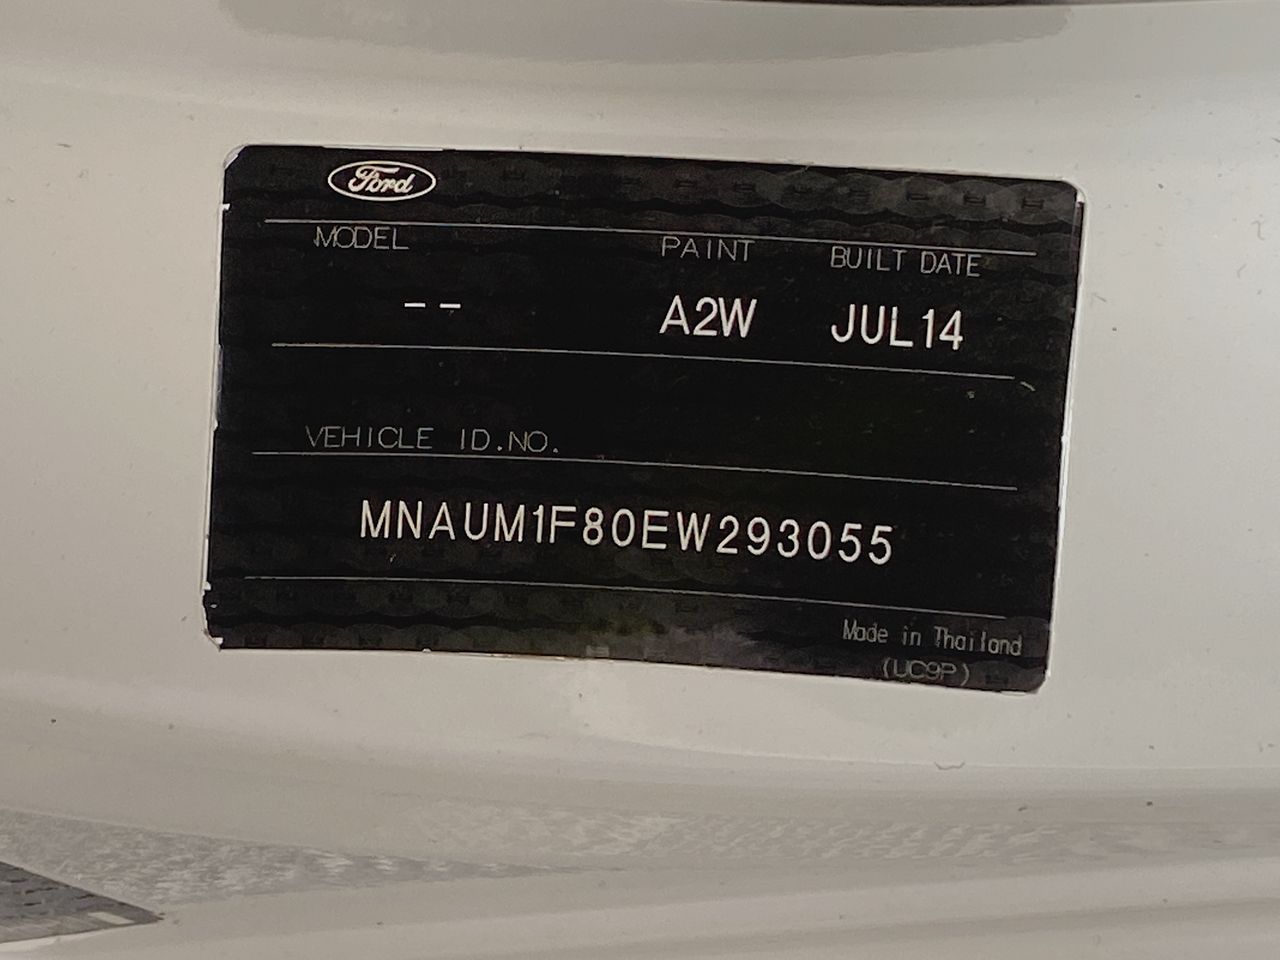 Ford
MODEL PAINT BUILT DATE
-- A2W JUL14
VEHICLE ID.NO.
MNAUM1F80EW293055
Made in Thailand
(UC9P)